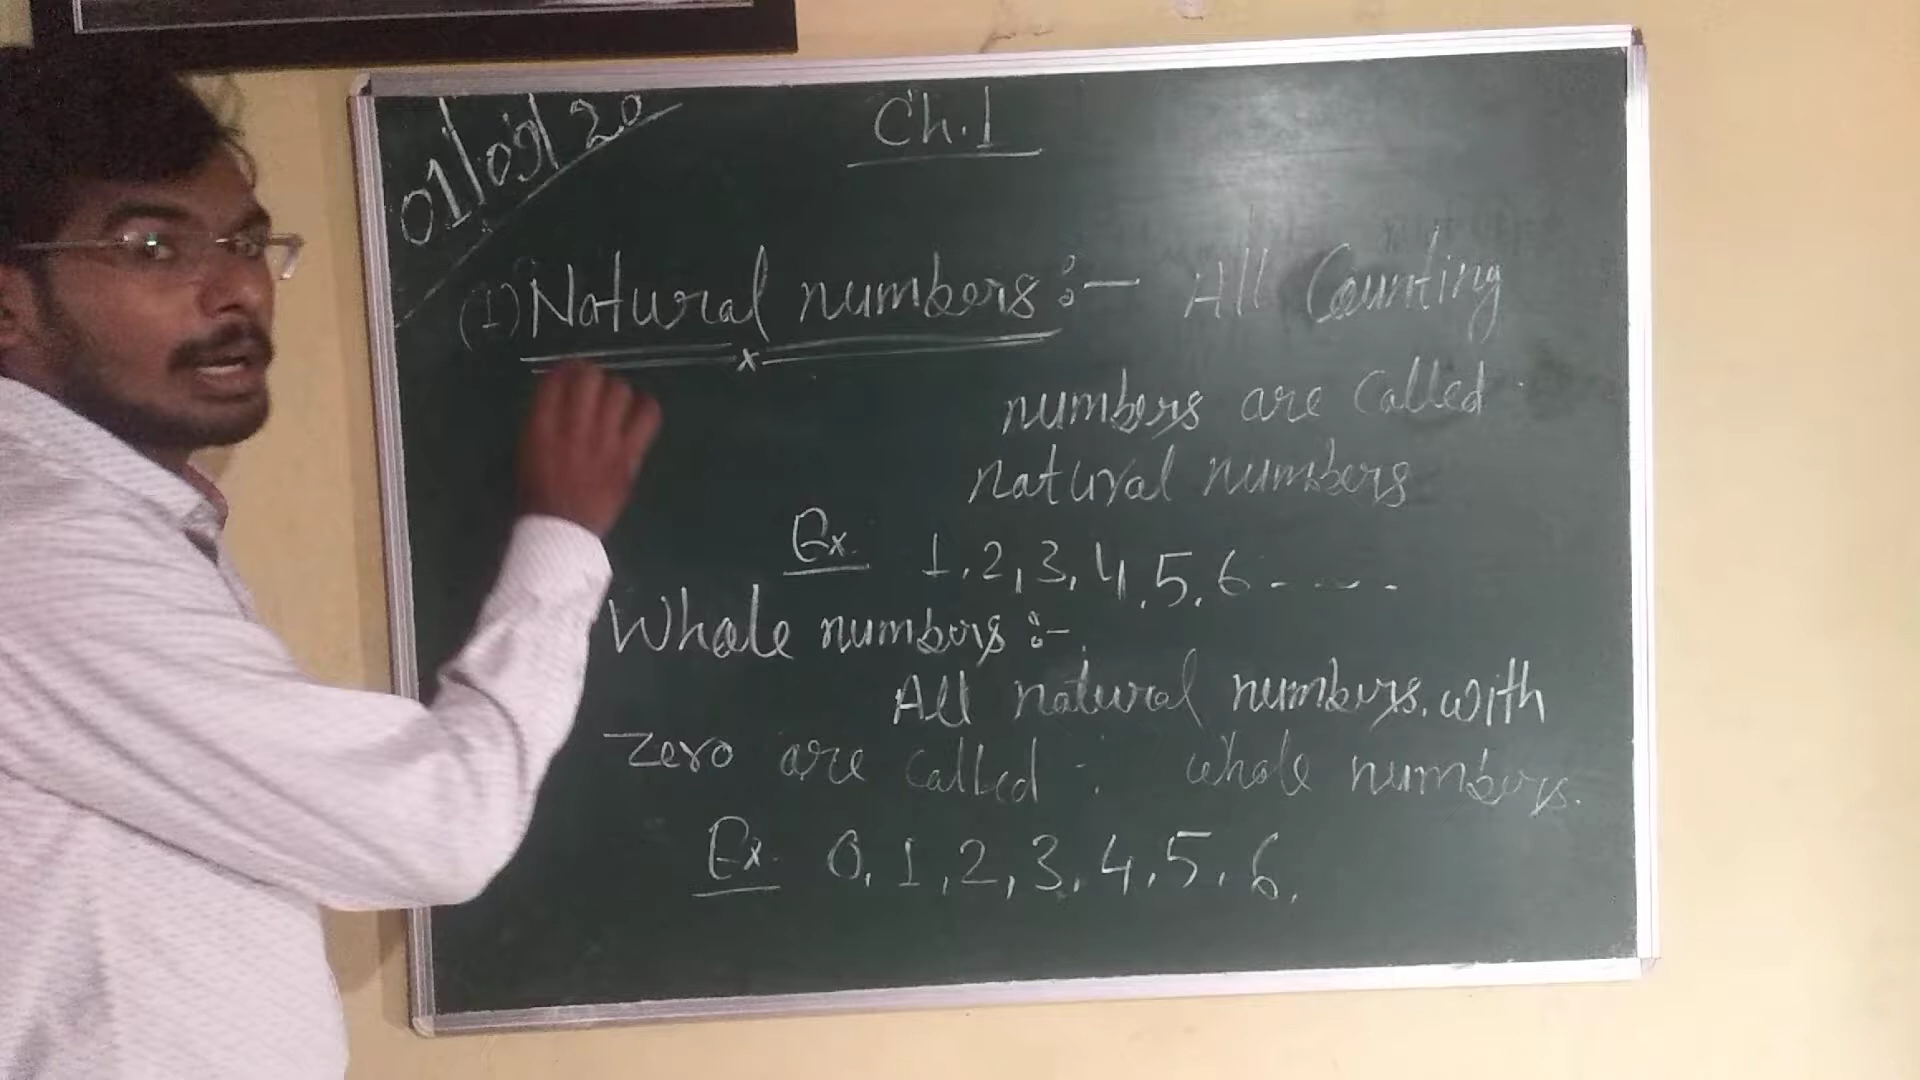 01/09/20
Ch.1
(1) Natural numbers :- All Counting
numbers are called
natural numbers
Ex 1, 2, 3, 4, 5, 6 - - - -
Whole numbers :-
All natural numbers. with
zero are called : whole numbers.
Ex. 0, 1, 2, 3, 4, 5, 6,